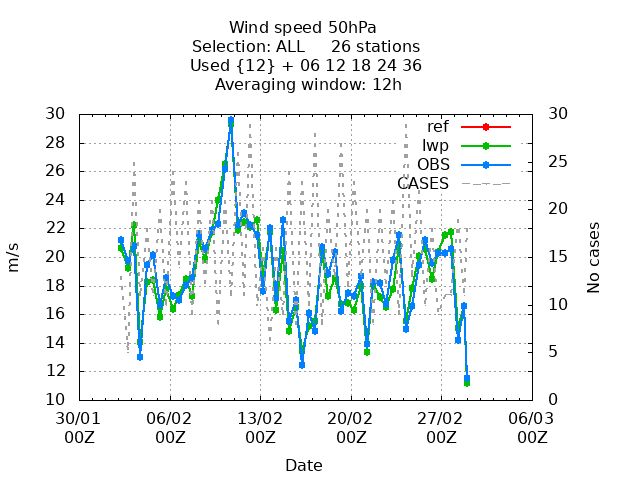 Wind speed 50hPa
Selection: ALL 26 stations
Used {12} + 06 12 18 24 36
Averaging window: 12h
30 30
ref
28
lwp
OBS
26 25
CASES
24
22 20
20 15
18
16 10
14 5
12
10 0
m/s
No cases
30/01 06/02 13/02 20/02 27/02 06/03
00Z 00Z 00Z 00Z 00Z 00Z
Date